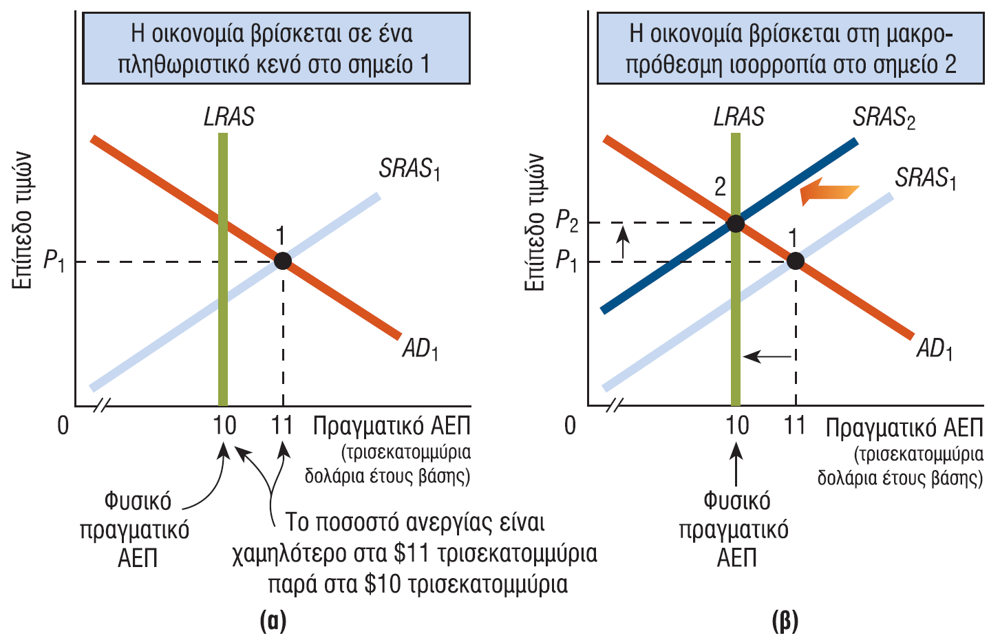 Η οικονομία βρίσκεται σε ένα
πληθωριστικό κενό στο σημείο 1
Επίπεδο τιμών
LRAS
SRAS1
1
P1
AD1
0
10
11
Πραγματικό ΑΕΠ
(τρισεκατομμύρια
δολάρια έτους βάσης)
Φυσικό
πραγματικό
ΑΕΠ
Το ποσοστό ανεργίας είναι
χαμηλότερο στα $11 τρισεκατομμύρια
παρά στα $10 τρισεκατομμύρια
(α)
Η οικονομία βρίσκεται στη μακρο-
πρόθεσμη ισορροπία στο σημείο 2
Επίπεδο τιμών
LRAS
SRAS2
SRAS1
2
P2
1
P1
AD1
0
10
11
Πραγματικό ΑΕΠ
(τρισεκατομμύρια
δολάρια έτους βάσης)
Φυσικό
πραγματικό
ΑΕΠ
(β)